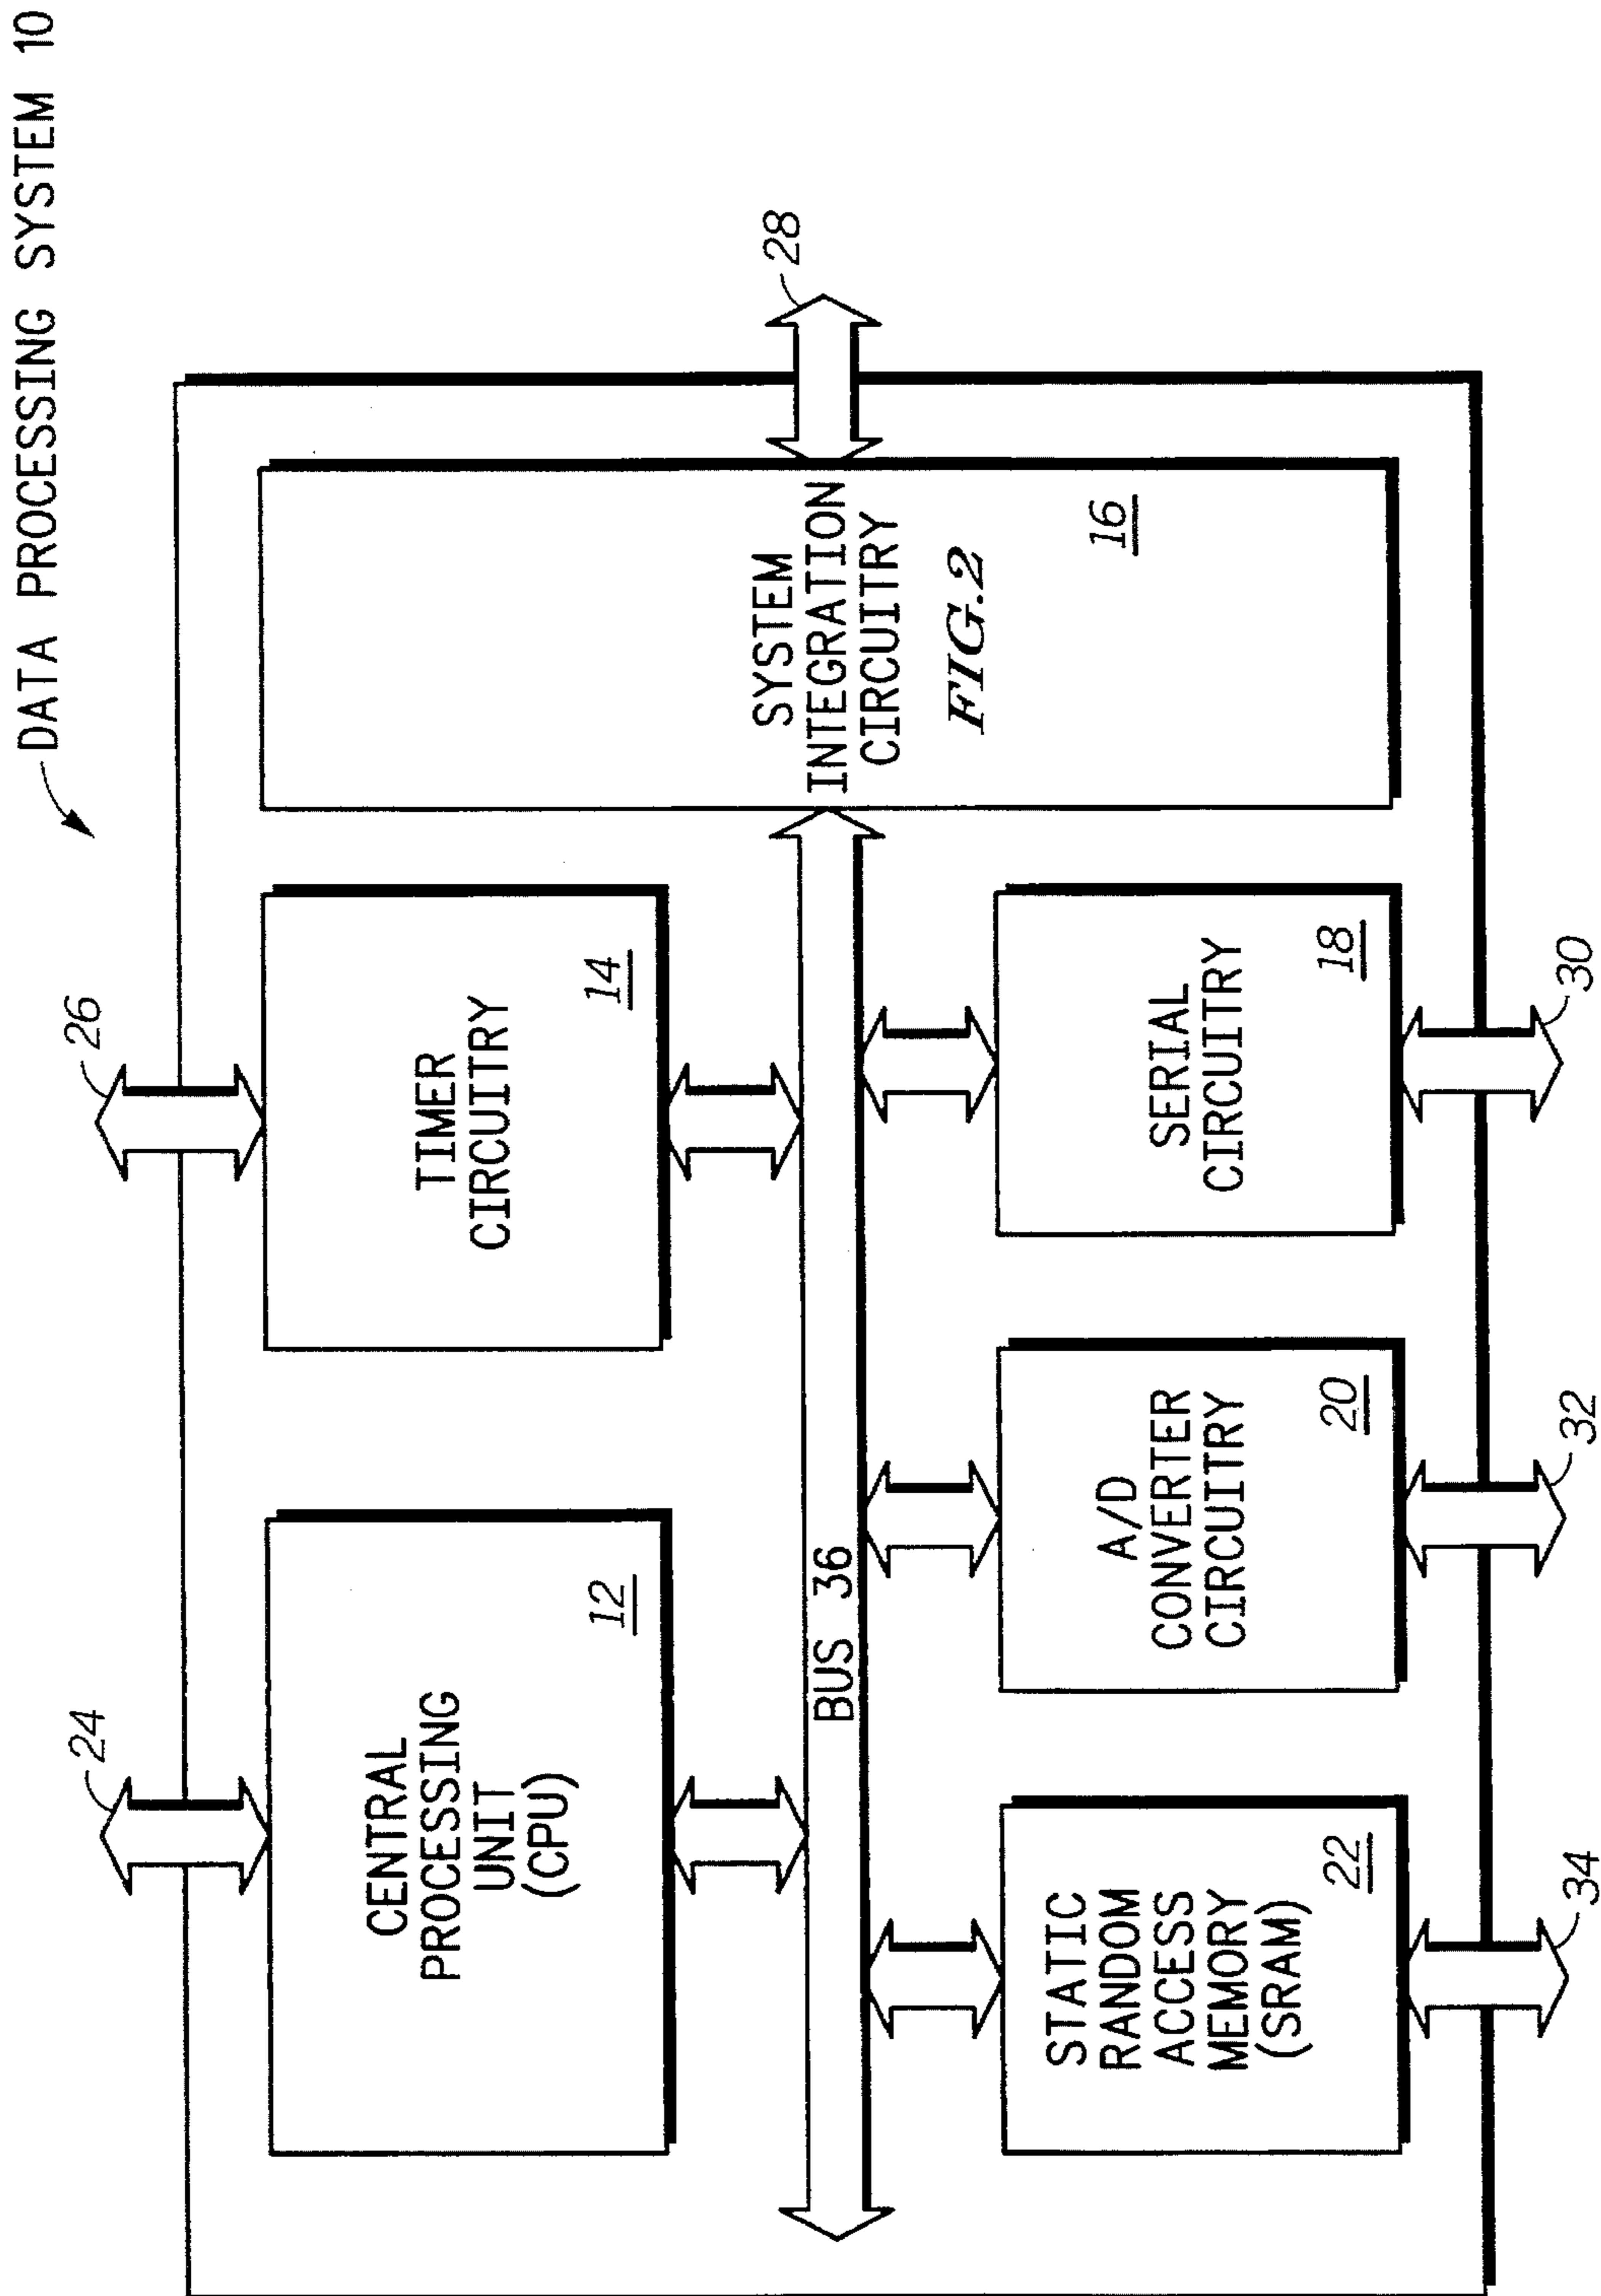 DATA PROCESSING SYSTEM 10
24
26
CENTRAL
PROCESSING
UNIT
(CPU)
12
TIMER
CIRCUITRY
14
SYSTEM
INTEGRATION
CIRCUITRY
FIG.2
16
28
BUS 36
STATIC
RANDOM
ACCESS
MEMORY
(SRAM)
22
A/D
CONVERTER
CIRCUITRY
20
SERIAL
CIRCUITRY
18
34
32
30